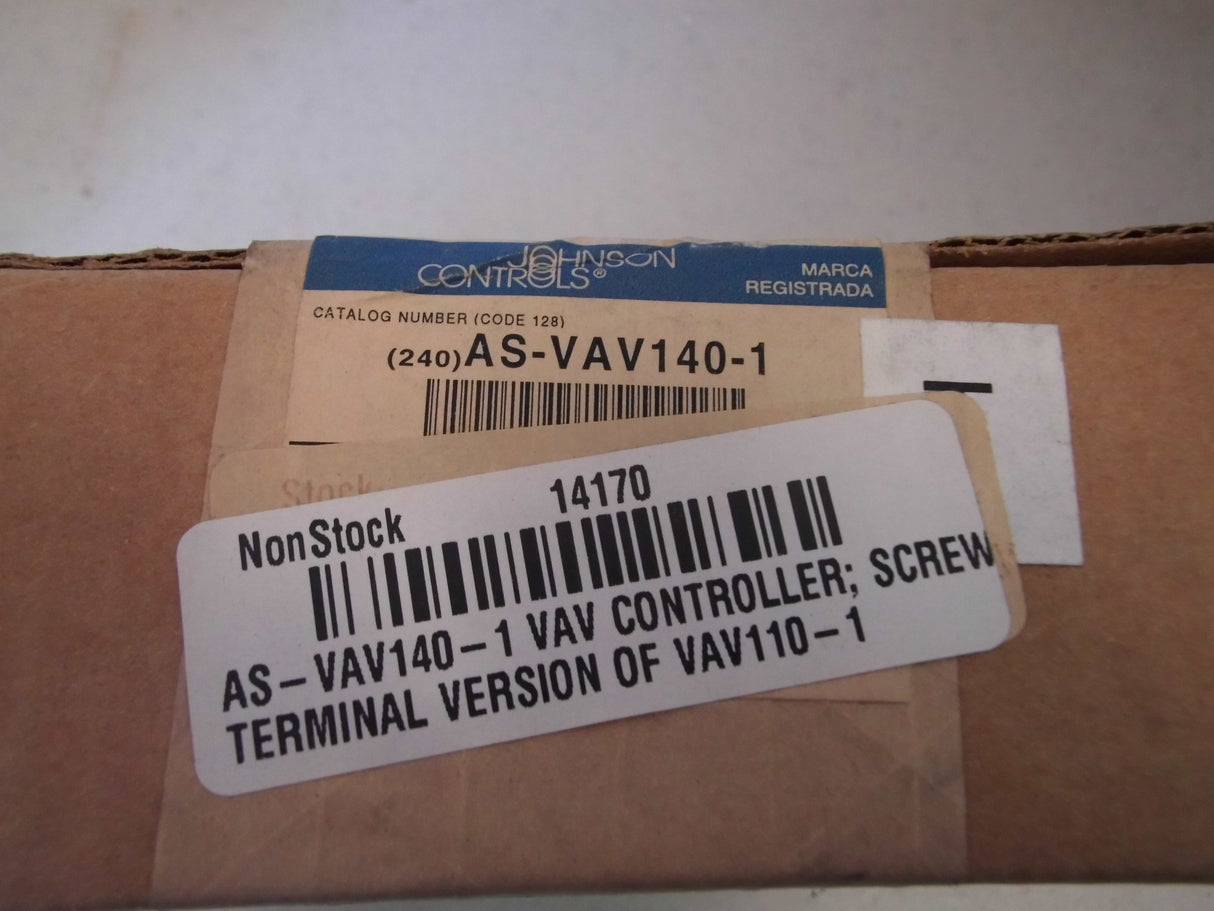 JOHNSON
CONTROLS®
MARCA
REGISTRADA
CATALOG NUMBER (CODE 128)
(240)AS-VAV140-1
Stock
14170
NonStock
AS-VAV140-1 VAV CONTROLLER; SCREW
TERMINAL VERSION OF VAV110-1